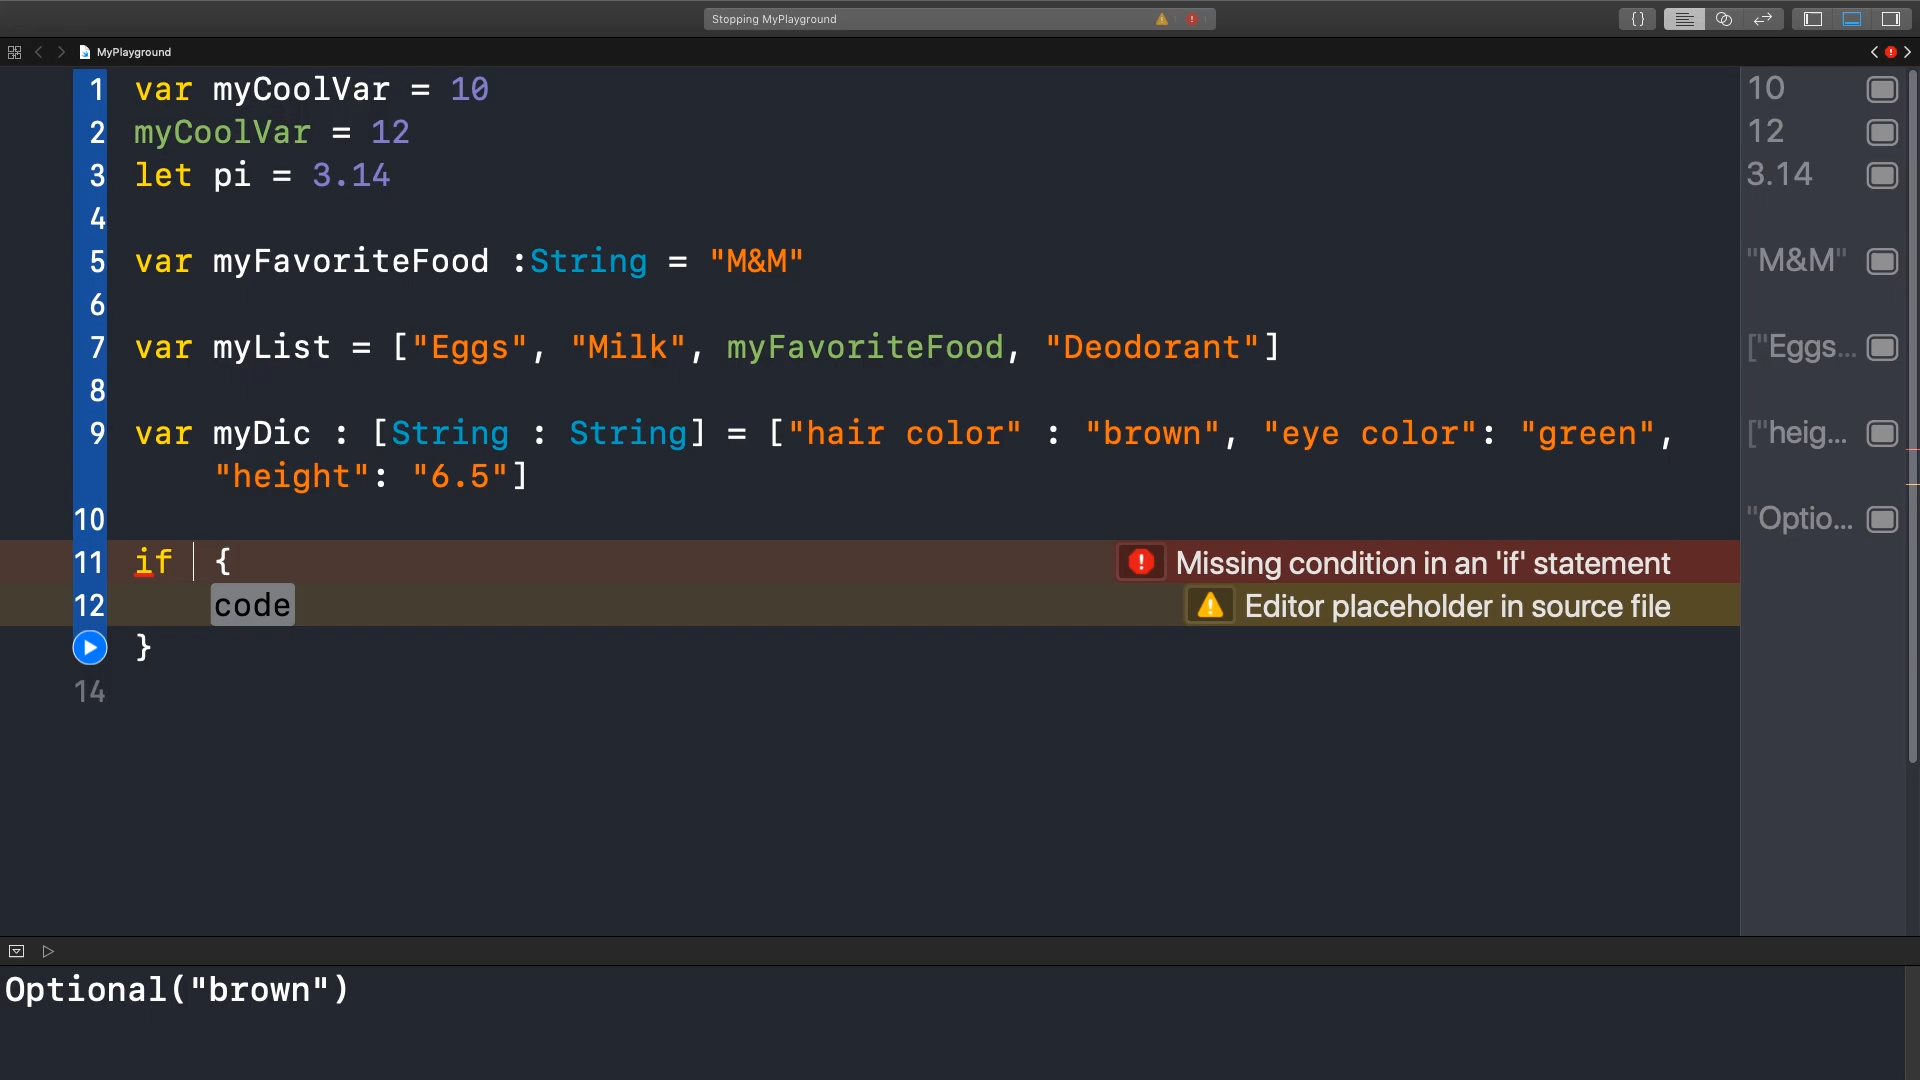 Stopping MyPlayground
{}
MyPlayground
1 var myCoolVar = 10
10
2 myCoolVar = 12
12
3 let pi = 3.14
3.14
4
5 var myFavoriteFood :String = "M&M"
"M&M"
6
7 var myList = ["Eggs", "Milk", myFavoriteFood, "Deodorant"]
["Eggs...
8
9 var myDic : [String : String] = ["hair color" : "brown", "eye color": "green",
["heig...
"height": "6.5"]
10
"Optio...
11 if {
Missing condition in an 'if' statement
12 code
Editor placeholder in source file
}
14
Optional("brown")